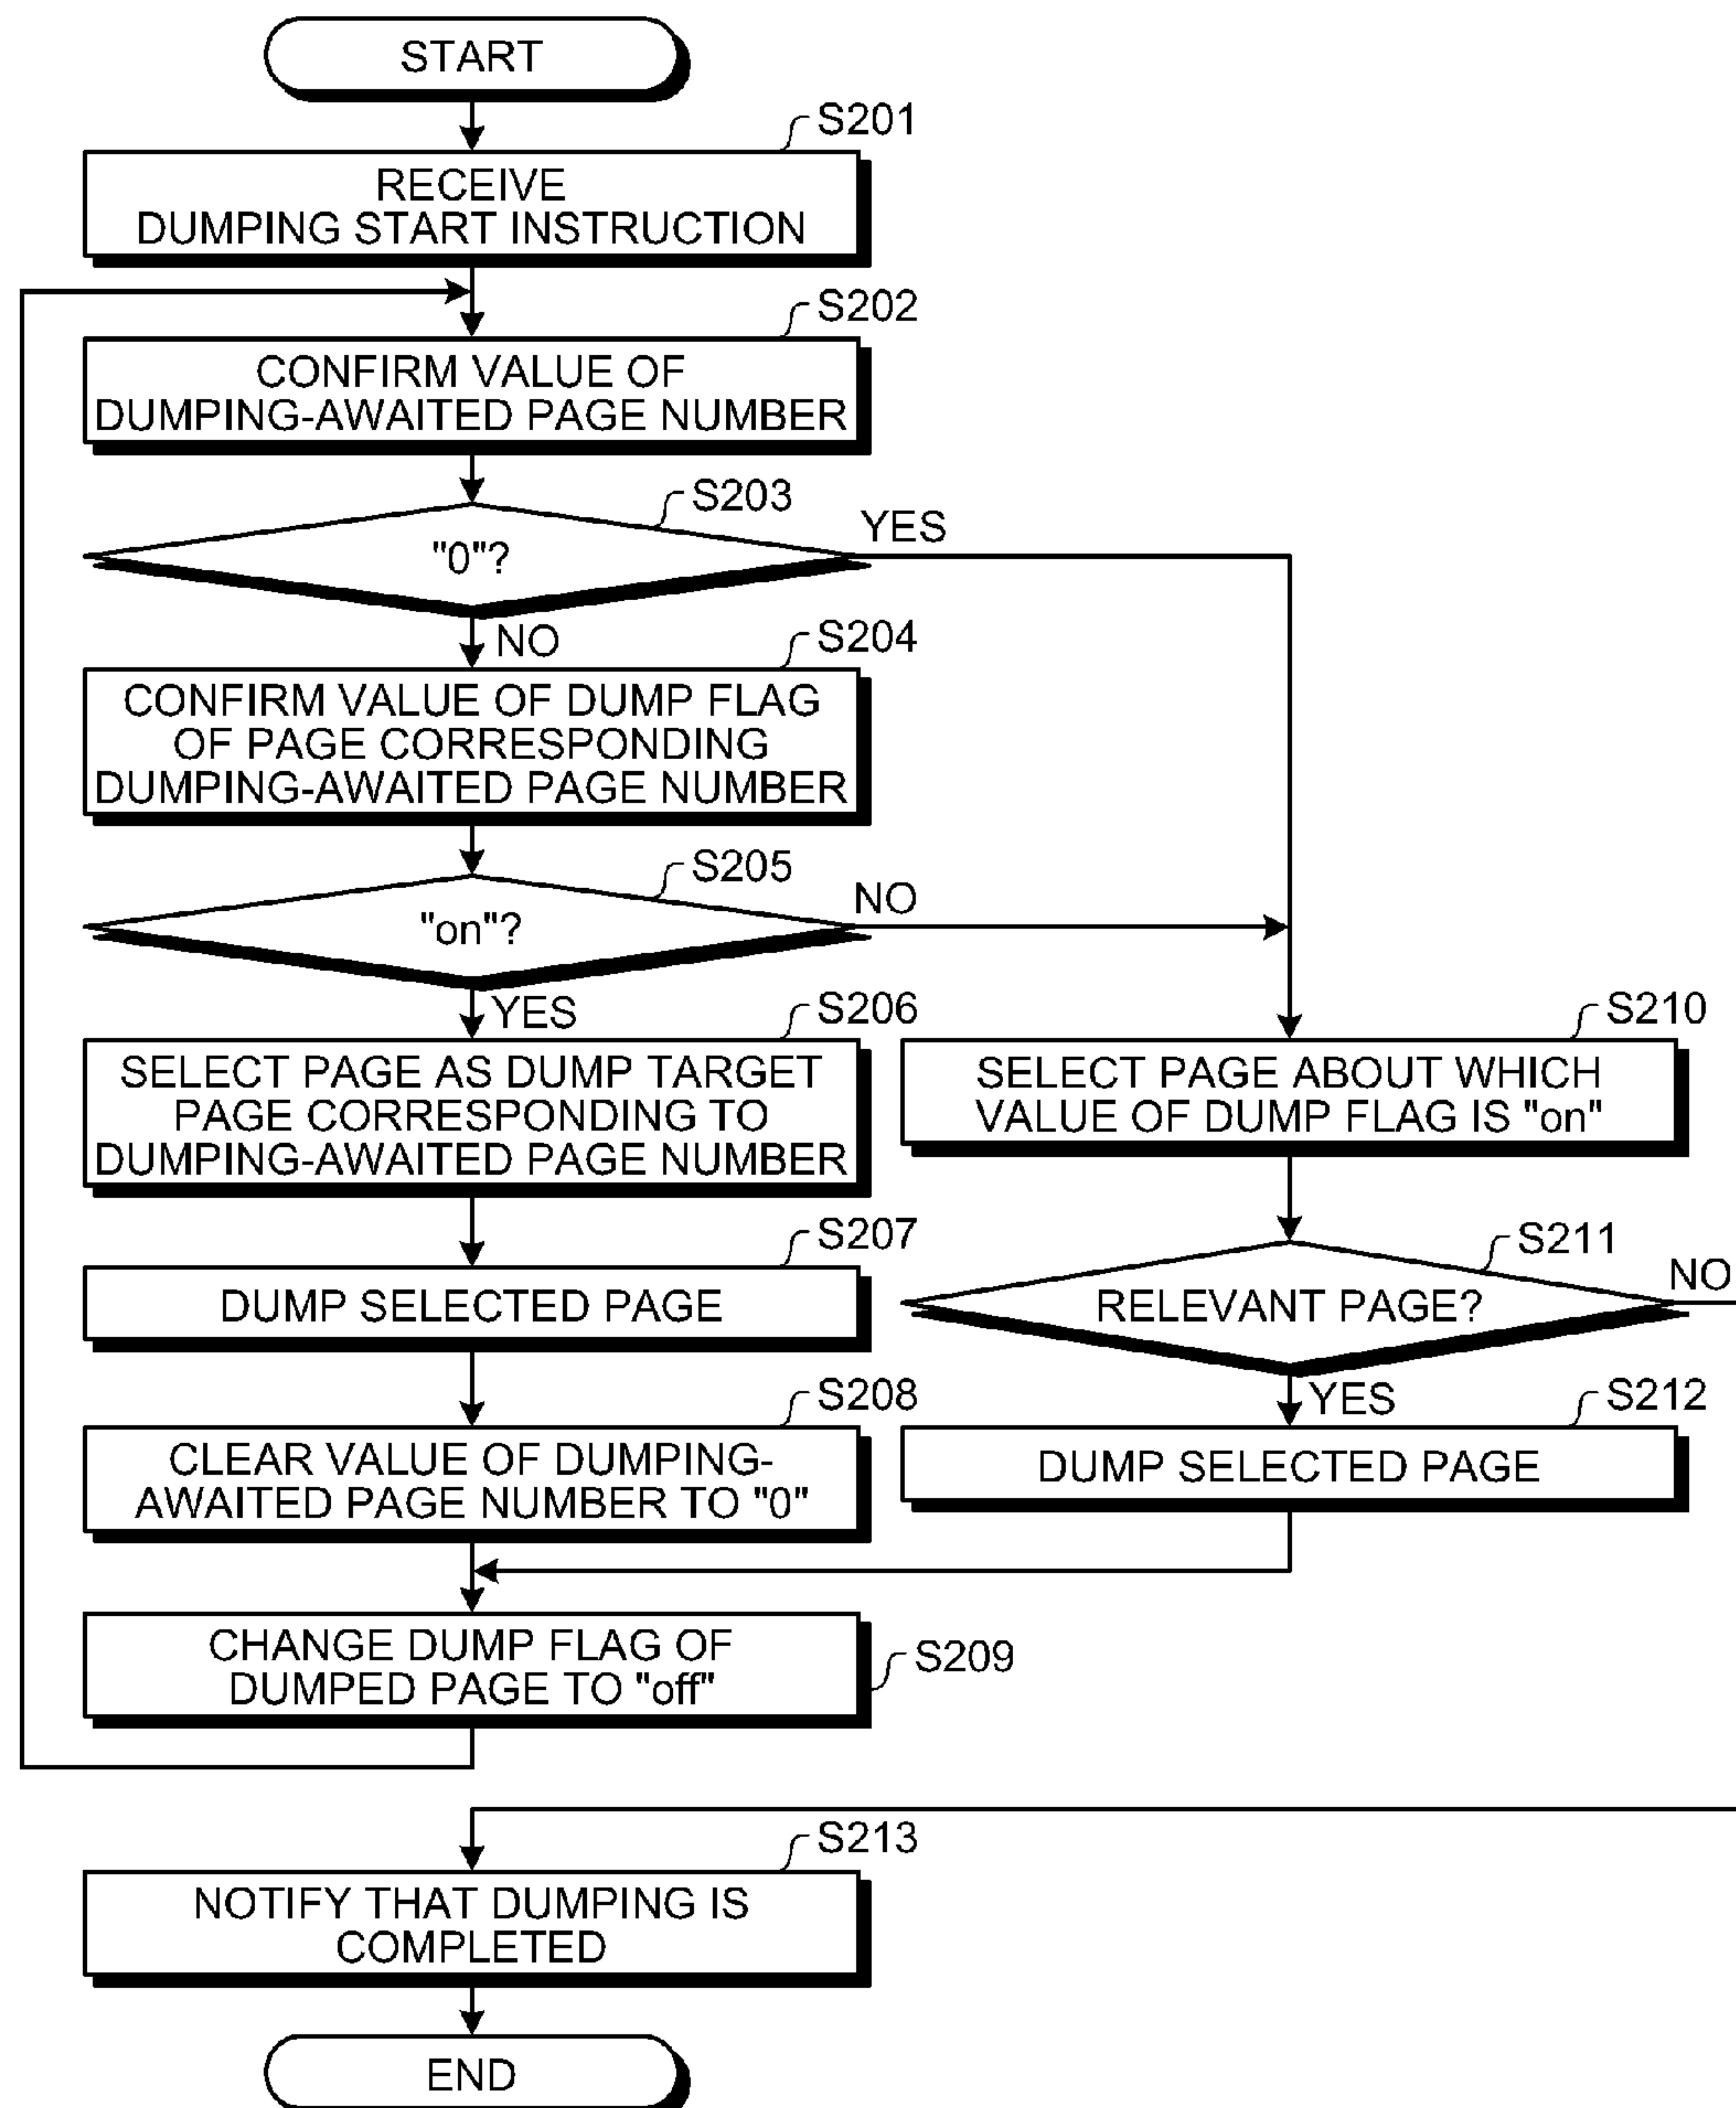 START
S201
RECEIVE
DUMPING START INSTRUCTION
S202
CONFIRM VALUE OF
DUMPING-AWAITED PAGE NUMBER
S203
YES
"0"?
NO
S204
CONFIRM VALUE OF DUMP FLAG
OF PAGE CORRESPONDING
DUMPING-AWAITED PAGE NUMBER
S205
NO
"on"?
YES
S206
SELECT PAGE AS DUMP TARGET
PAGE CORRESPONDING TO
DUMPING-AWAITED PAGE NUMBER
S210
SELECT PAGE ABOUT WHICH
VALUE OF DUMP FLAG IS "on"
S207
DUMP SELECTED PAGE
S211
NO
RELEVANT PAGE?
YES
S208
CLEAR VALUE OF DUMPING-
AWAITED PAGE NUMBER TO "0"
S212
DUMP SELECTED PAGE
CHANGE DUMP FLAG OF
DUMPED PAGE TO "off"
S209
S213
NOTIFY THAT DUMPING IS
COMPLETED
END